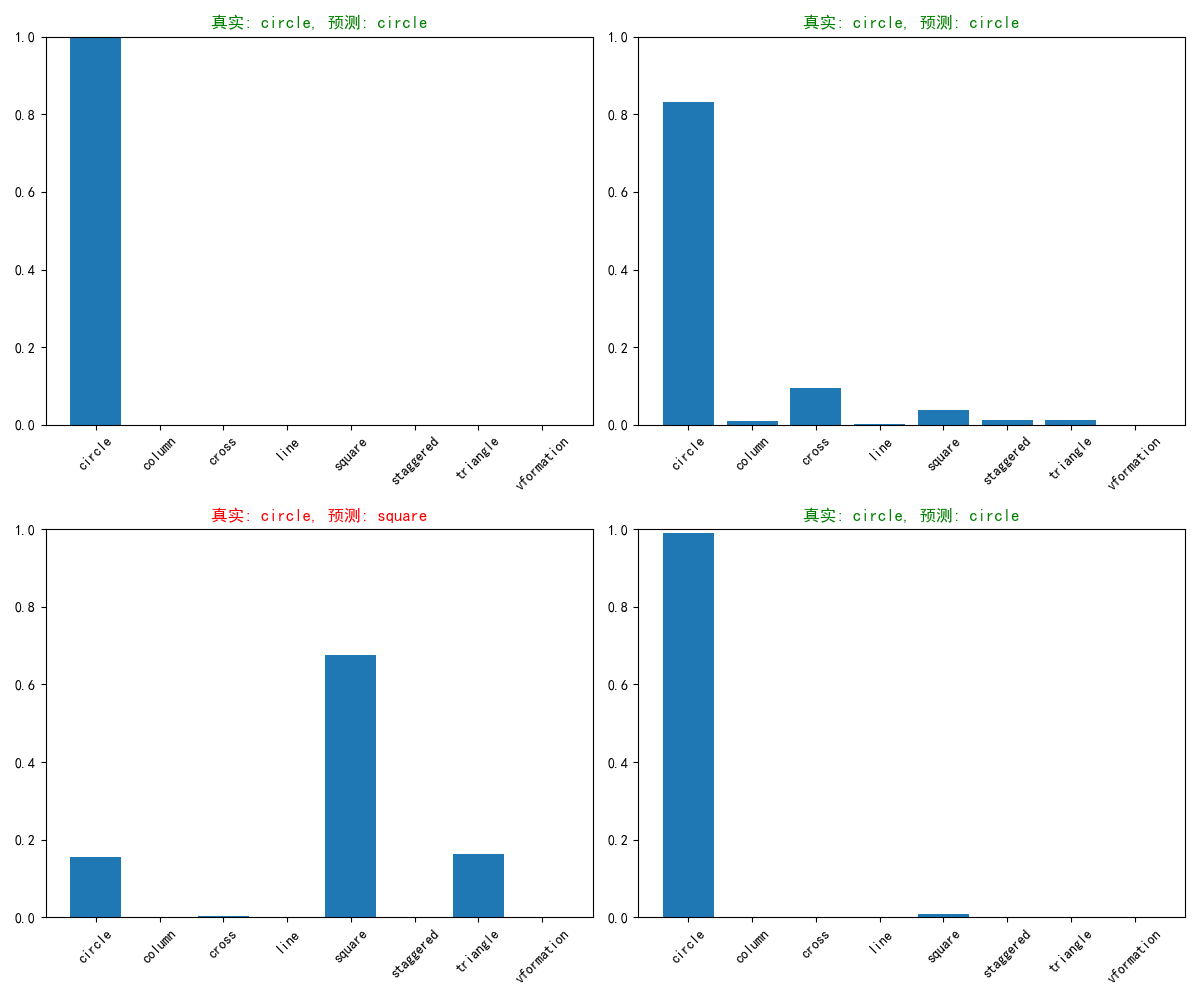 真实: circle, 预测: circle
1.0
0.8
0.6
0.4
0.2
0.0
circle
column
cross
line
square
staggered
triangle
vformation
真实: circle, 预测: circle
1.0
0.8
0.6
0.4
0.2
0.0
circle
column
cross
line
square
staggered
triangle
vformation
真实: circle, 预测: square
1.0
0.8
0.6
0.4
0.2
0.0
circle
column
cross
line
square
staggered
triangle
vformation
真实: circle, 预测: circle
1.0
0.8
0.6
0.4
0.2
0.0
circle
column
cross
line
square
staggered
triangle
vformation